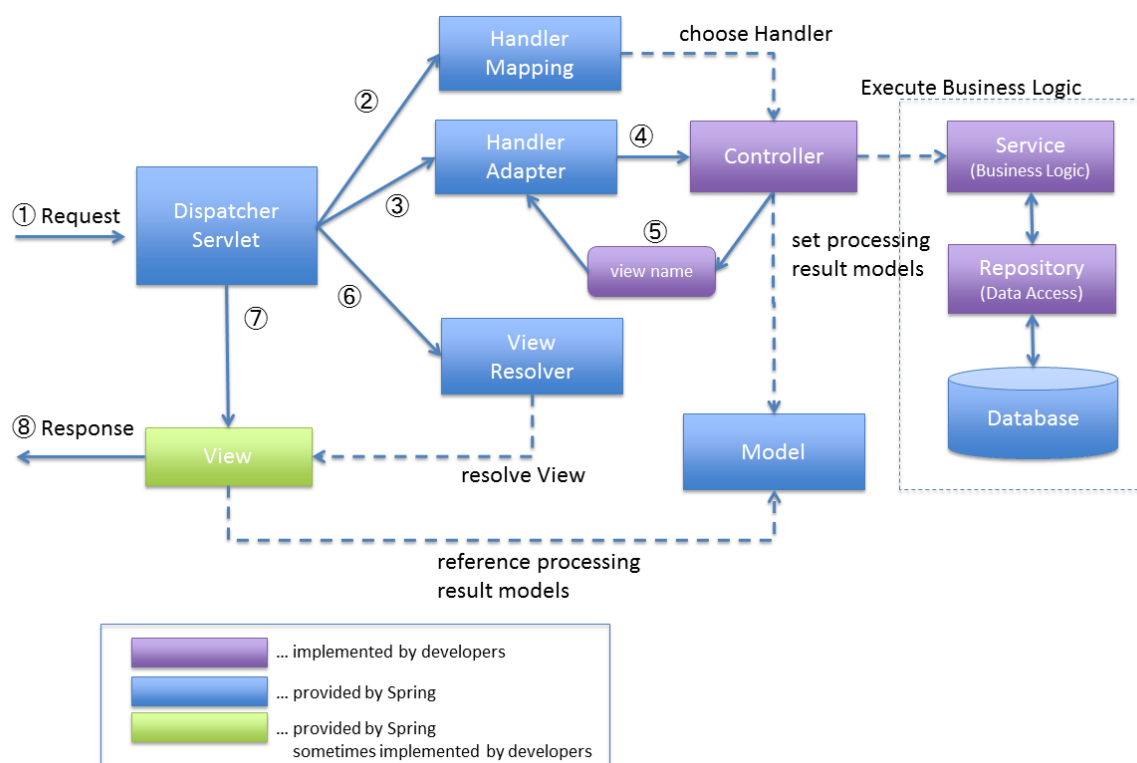 Handler
Mapping
choose Handler
②
Execute Business Logic
④
Handler
Adapter
Controller
Service
(Business Logic)
① Request
Dispatcher
Servlet
③
⑤
view name
set processing
result models
Repository
(Data Access)
⑥
⑦
View
Resolver
⑧ Response
View
resolve View
Model
Database
reference processing
result models
... implemented by developers
... provided by Spring
... provided by Spring
sometimes implemented by developers